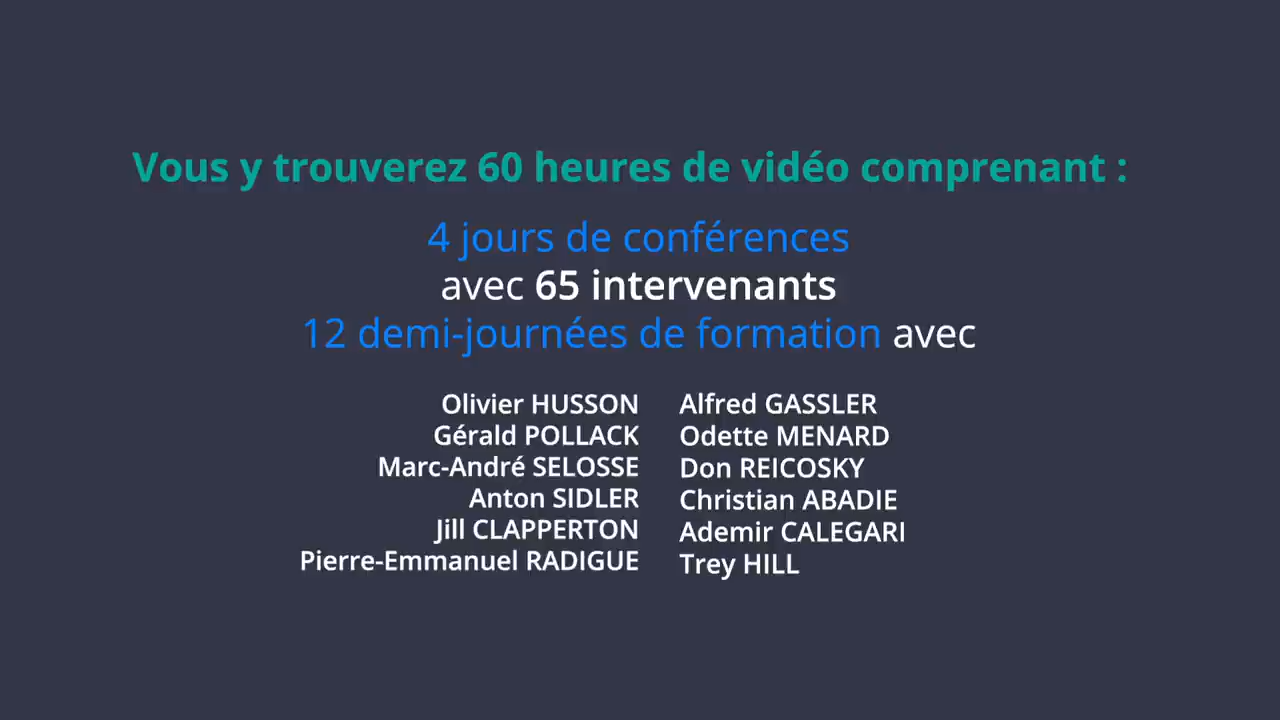 Vous y trouverez 60 heures de vidéo comprenant :
4 jours de conférences
avec 65 intervenants
12 demi-journées de formation avec
Olivier HUSSON
Gérald POLLACK
Marc-André SELOSSE
Anton SIDLER
Jill CLAPPERTON
Pierre-Emmanuel RADIGUE
Alfred GASSLER
Odette MENARD
Don REICOSKY
Christian ABADIE
Ademir CALEGARI
Trey HILL